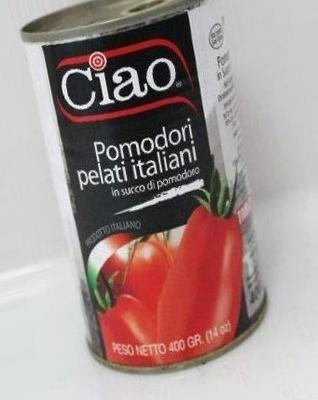 Ciao
Pomodori
pelati italiani
in succo di pomodoro
PRODOTTO ITALIANO
PESO NETTO 400 GR. (14 oz)